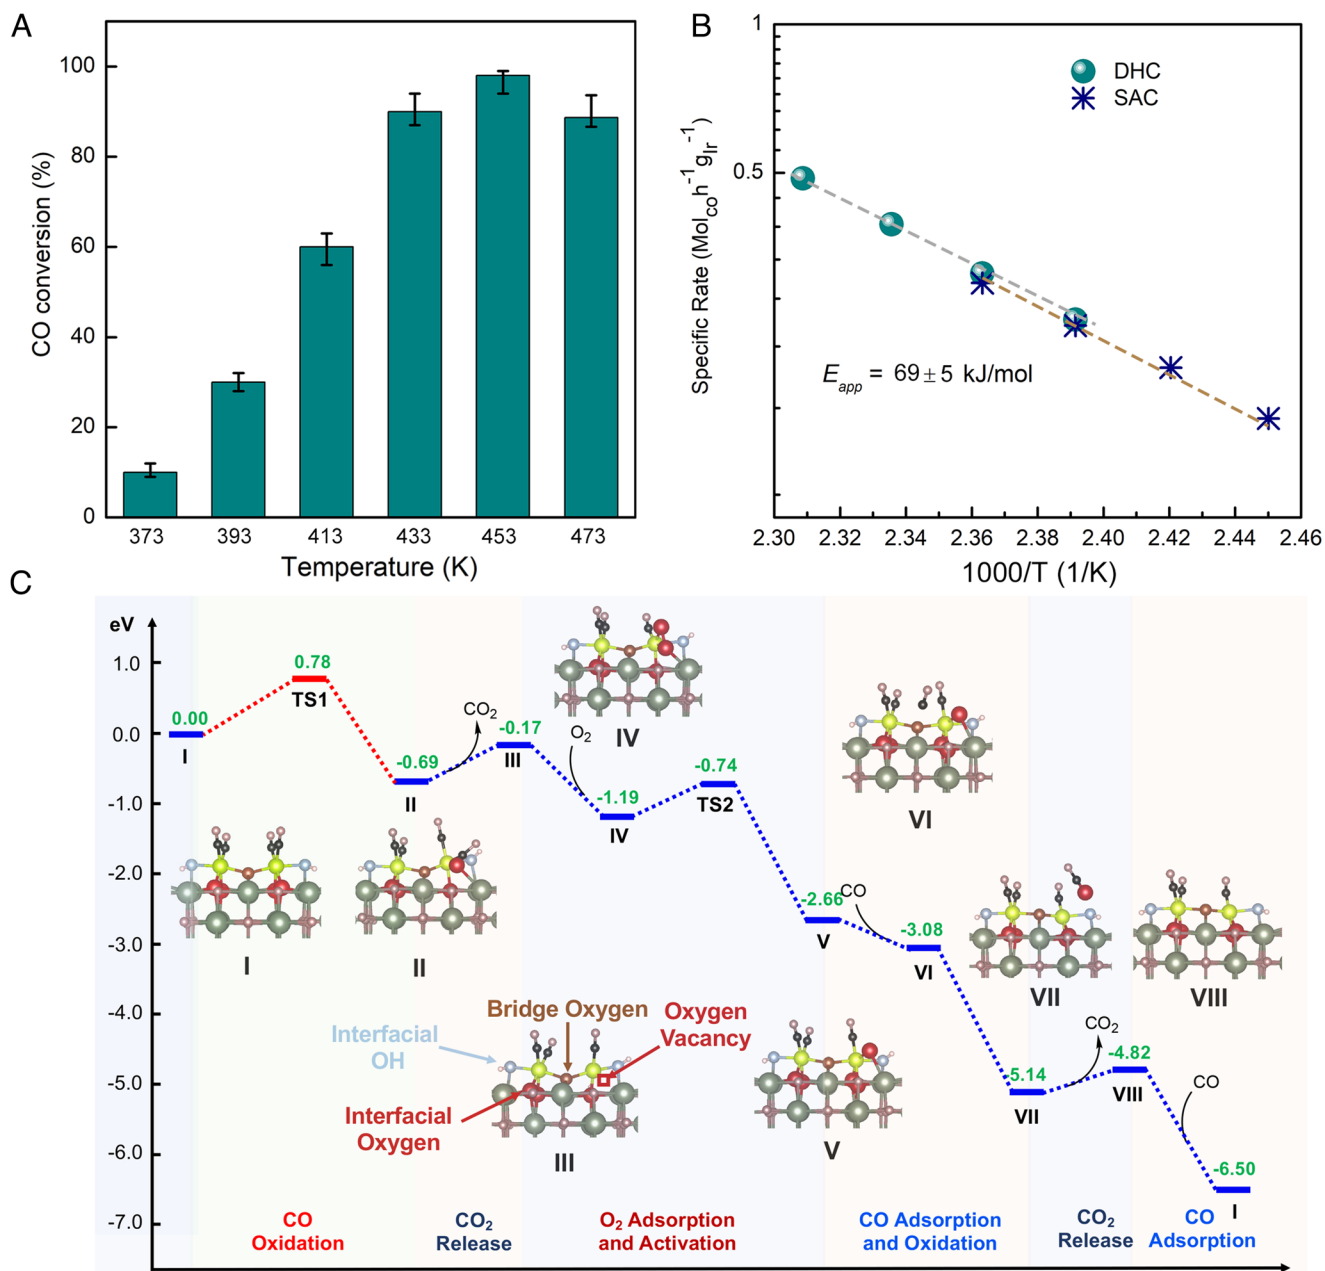 A
CO conversion (%)
100
80
60
40
20
0
373 393 413 433 453 473
Temperature (K)
B
Specific Rate (Mol_CO h⁻¹ g_Ir⁻¹)
1
0.5
DHC
SAC
E_app = 69 ± 5 kJ/mol
2.30 2.32 2.34 2.36 2.38 2.40 2.42 2.44 2.46
1000/T (1/K)
C
eV
1.0
0.0
-1.0
-2.0
-3.0
-4.0
-5.0
-6.0
-7.0
0.00
I
0.78
TS1
-0.69
II
CO₂
-0.17
III
O₂
-1.19
IV
-0.74
TS2
-2.66
V
CO
-3.08
VI
-5.14
VII
CO₂
-4.82
VIII
CO
-6.50
I
I
II
III
IV
V
VI
VII
VIII
Interfacial
OH
Bridge Oxygen
Oxygen
Vacancy
Interfacial
Oxygen
CO
Oxidation
CO₂
Release
O₂ Adsorption
and Activation
CO Adsorption
and Oxidation
CO₂
Release
CO
Adsorption